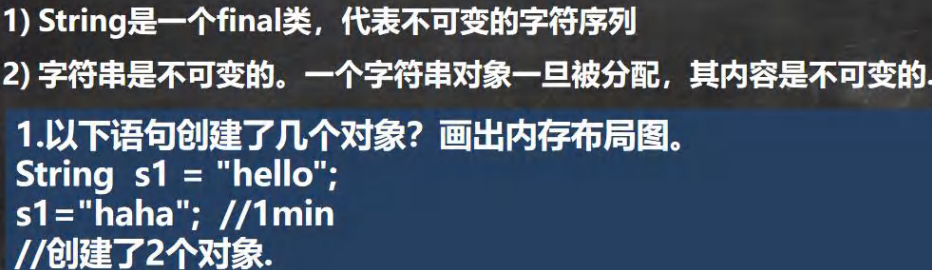 1) String是一个final类，代表不可变的字符序列
2) 字符串是不可变的。一个字符串对象一旦被分配，其内容是不可变的.
1.以下语句创建了几个对象？画出内存布局图。
String s1 = "hello";
s1="haha"; //1min
//创建了2个对象.